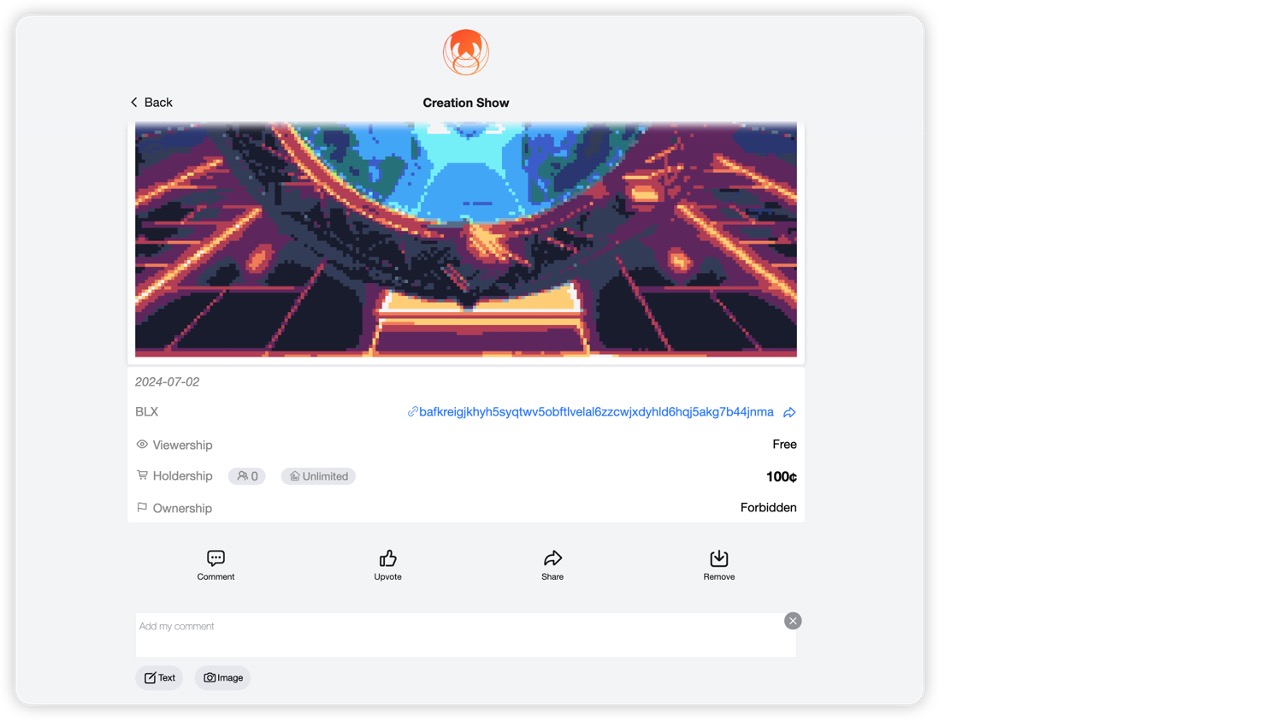 Back
Creation Show
2024-07-02
BLX
bafkreigjkhyh5syqtwv5obftlvelal6zzcwjxdyhld6hqj5akg7b44jnma
Viewership
Free
Holdership 0 Unlimited
100¢
Ownership
Forbidden
Comment
Upvote
Share
Remove
Add my comment
Text
Image